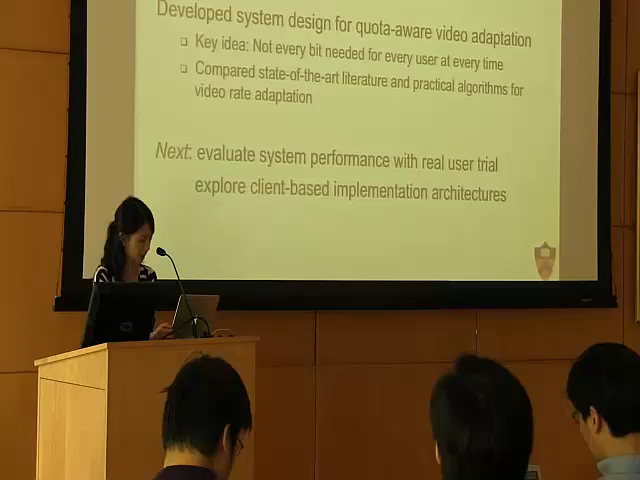 Developed system design for quota-aware video adaptation
Key idea: Not every bit needed for every user at every time
Compared state-of-the-art literature and practical algorithms for
video rate adaptation
Next: evaluate system performance with real user trial
explore client-based implementation architectures